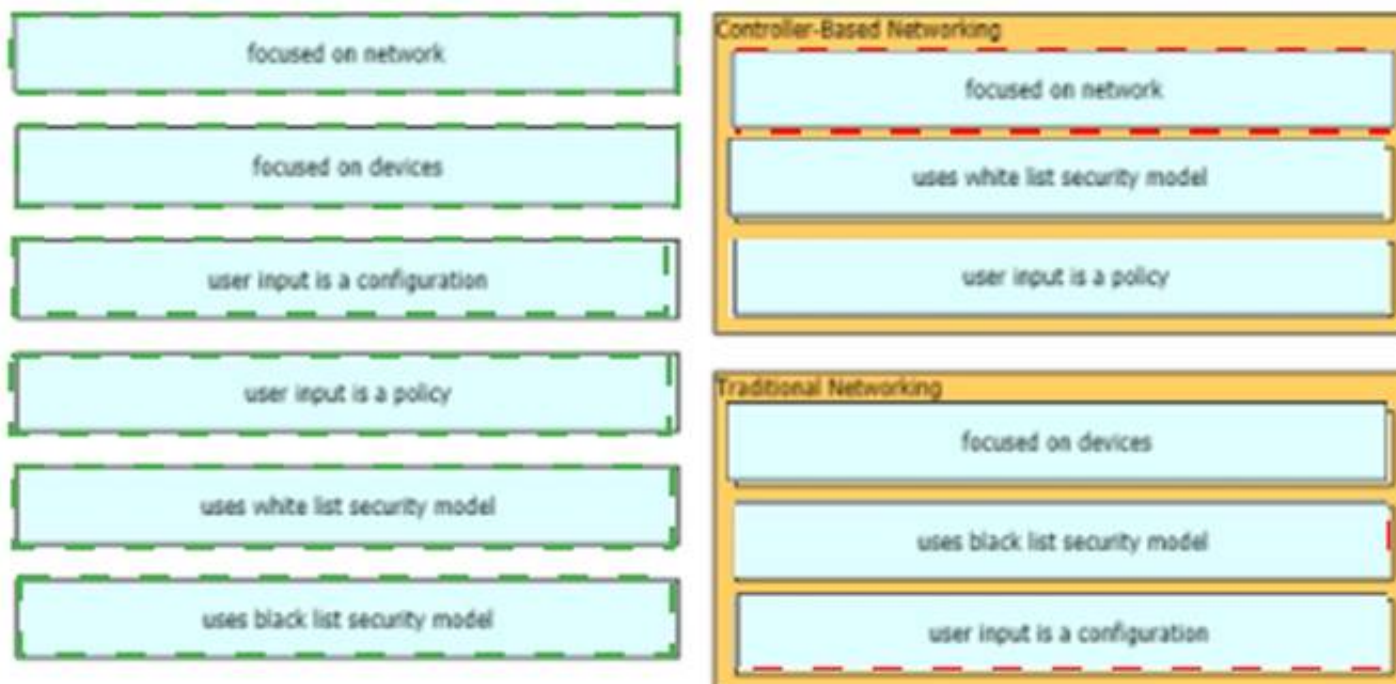 focused on network
focused on devices
user input is a configuration
user input is a policy
uses white list security model
uses black list security model
Controller-Based Networking
focused on network
uses white list security model
user input is a policy
Traditional Networking
focused on devices
uses black list security model
user input is a configuration